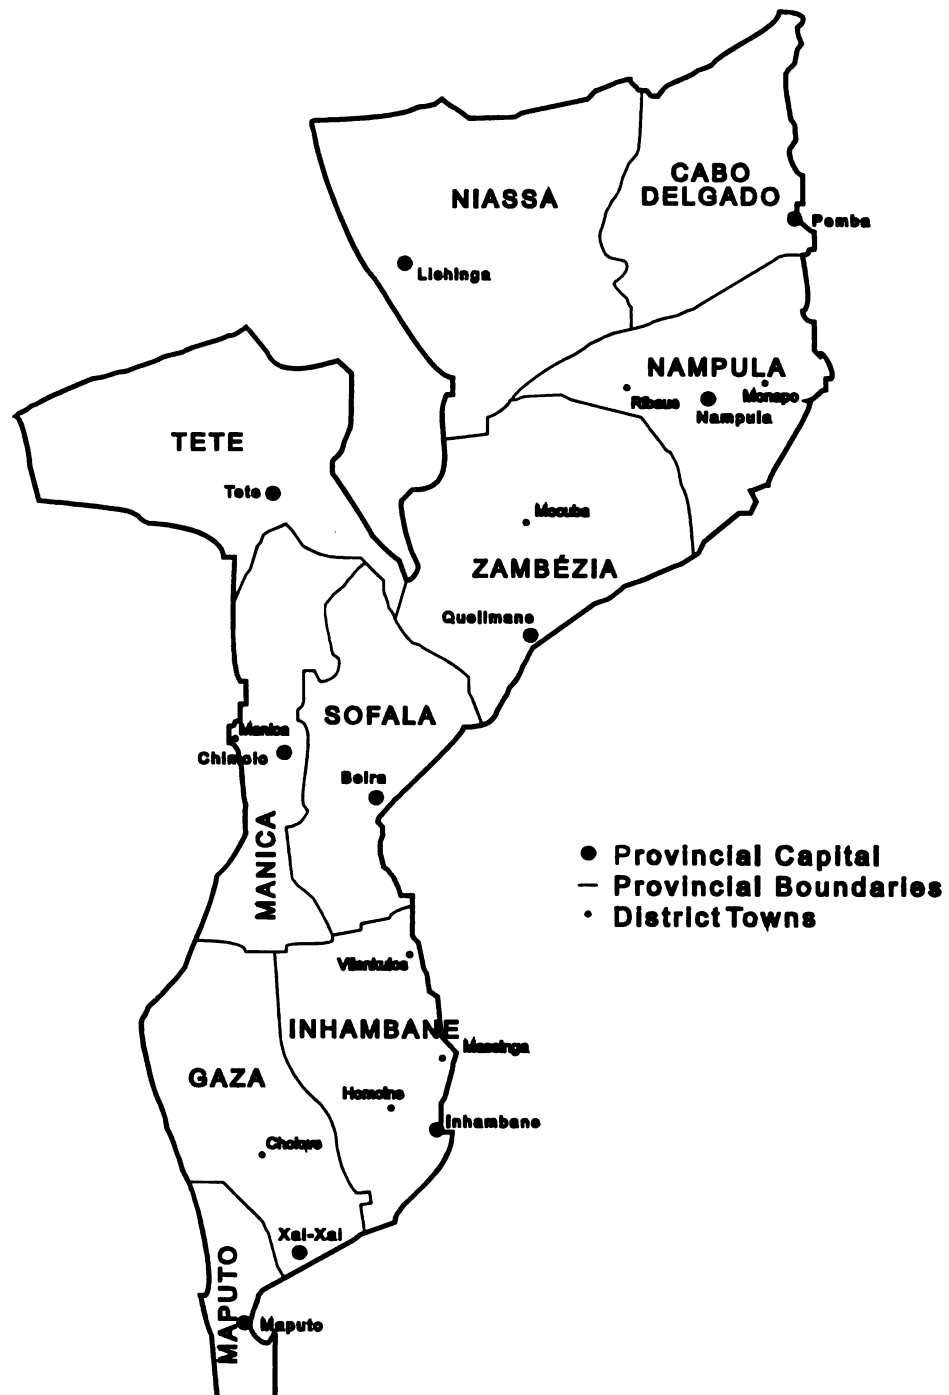 CABO
DELGADO
NIASSA
Pemba
Lichinga
NAMPULA
Ribaue
Monapo
Nampula
TETE
Tete
Mocuba
ZAMBÉZIA
Quelimane
SOFALA
Manica
Chimoio
Beira
MANICA
Provincial Capital
Provincial Boundaries
District Towns
Vilankulos
INHAMBANE
Massinga
GAZA
Homoine
Inhambane
Chokwe
Xai-Xai
MAPUTO
Maputo